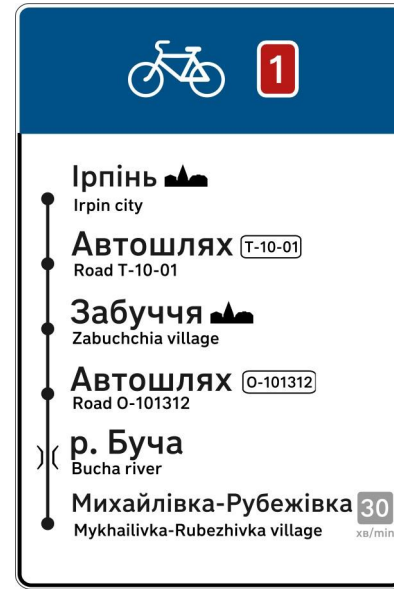 1
Ірпінь
Irpin city
Автошлях T-10-01
Road T-10-01
Забуччя
Zabuchchia village
Автошлях O-101312
Road O-101312
р. Буча
Bucha river
Михайлівка-Рубежівка 30
Mykhailivka-Rubezhivka village хв/min